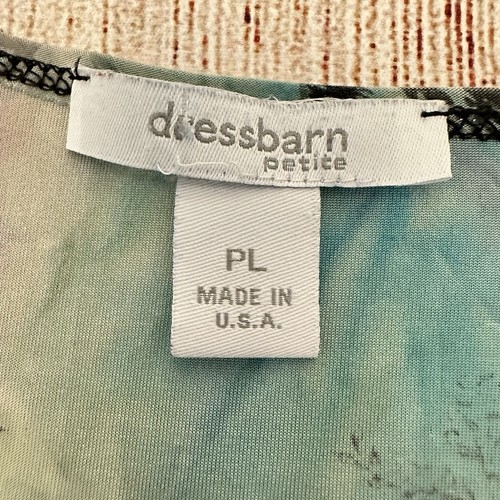 dressbarn
petite
PL
MADE IN
U.S.A.